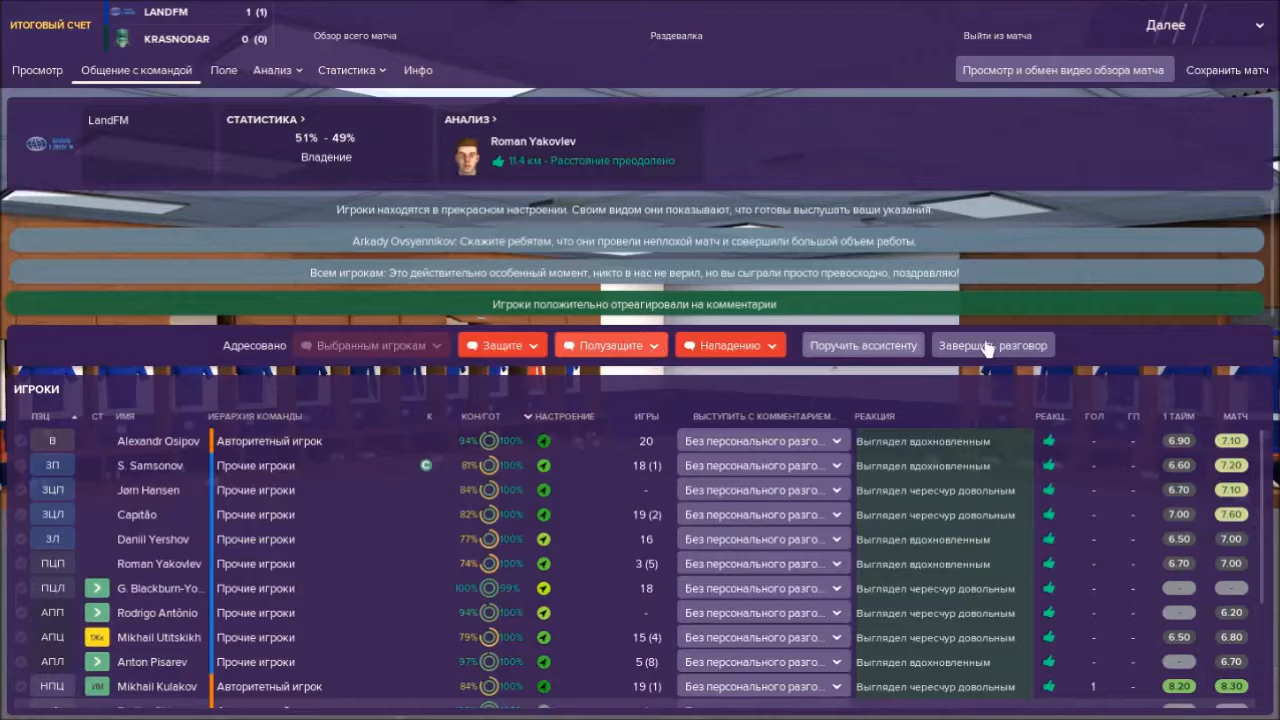 ИТОГОВЫЙ СЧЕТ
LANDFM 1 (1)
KRASNODAR 0 (0)
Обзор всего матча Раздевалка Выйти из матча
Далее
Просмотр Общение с командой Поле Анализ Статистика Инфо Просмотр и обмен видео обзора матча Сохранить матч
LandFM СТАТИСТИКА АНАЛИЗ
51% - 49%
Владение
Roman Yakovlev
11.4 км - Расстояние преодолено
Игроки находятся в прекрасном настроении. Своим видом они показывают, что готовы выслушать ваши указания.
Arkady Ovsyannikov: Скажите ребятам, что они провели неплохой матч и совершили большой объем работы.
Всем игрокам: Это действительно особенный момент, никто в нас не верил, но вы сыграли просто превосходно, поздравляю!
Игроки положительно отреагировали на комментарии
Адресовано Выбранным игрокам Защите Полузащите Нападению Поручить ассистенту Завершить разговор
ИГРОКИ
ПЗЦ СТ ИМЯ ИЕРАРХИЯ КОМАНДЫ К КОН/ГОТ НАСТРОЕНИЕ ИГРЫ ВЫСТУПИТЬ С КОММЕНТАРИЕМ... РЕАКЦИЯ РЕАКЦ... ГОЛ ГП 1 ТАЙМ МАТЧ
В Alexandr Osipov Авторитетный игрок 94% 100% 20 Без персонального разго... Выглядел вдохновленным - - 6.90 7.10
ЗП S. Samsonov Прочие игроки C 81% 100% 18 (1) Без персонального разго... Выглядел вдохновленным - - 6.60 7.20
ЗЦП Jørn Hansen Прочие игроки 84% 100% - Без персонального разго... Выглядел чересчур довольным - - 6.70 7.10
ЗЦЛ Capitão Прочие игроки 82% 100% 19 (2) Без персонального разго... Выглядел чересчур довольным - - 7.00 7.60
ЗЛ Daniil Yershov Прочие игроки 77% 100% 16 Без персонального разго... Выглядел вдохновленным - - 6.50 7.00
ПЦП Roman Yakovlev Прочие игроки 74% 100% 3 (5) Без персонального разго... Выглядел чересчур довольным - - 6.70 7.00
ПЦЛ G. Blackburn-Yo... Прочие игроки 100% 99% 18 Без персонального разго... Выглядел чересчур довольным - - - -
АПП Rodrigo Antônio Прочие игроки 94% 100% - Без персонального разго... Выглядел чересчур довольным - - - 6.20
АПЦ 1Жк Mikhail Utitskikh Прочие игроки 79% 100% 15 (4) Без персонального разго... Выглядел вдохновленным - - 6.50 6.80
АПЛ Anton Pisarev Прочие игроки 97% 100% 5 (8) Без персонального разго... Выглядел вдохновленным - - - 6.70
НПЦ ИМ Mikhail Kulakov Авторитетный игрок 84% 100% 19 (1) Без персонального разго... Выглядел чересчур довольным 1 - 8.20 8.30